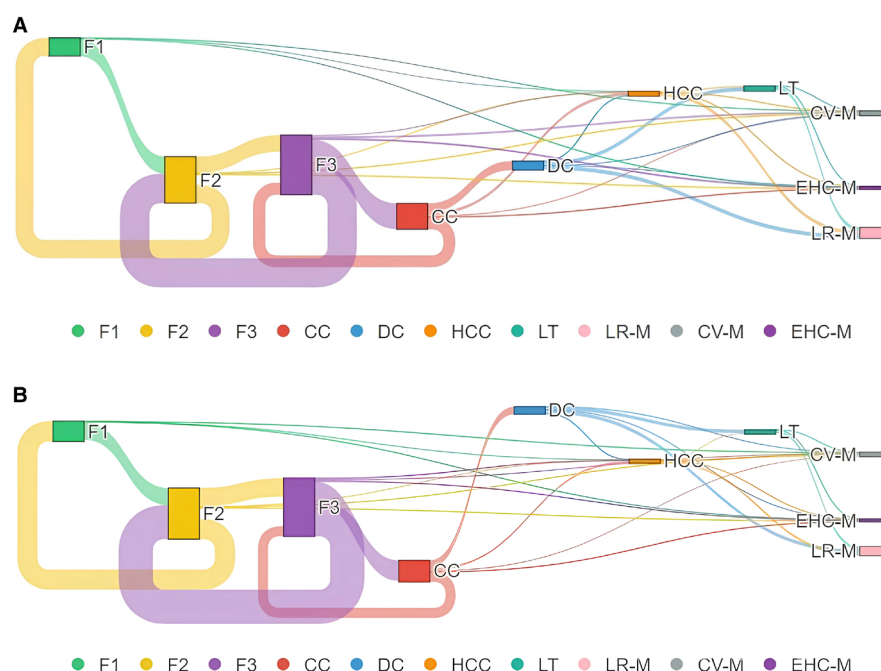 A
F1
HCC
LT
CV-M
F3
DC
F2
EHC-M
CC
LR-M
F1 F2 F3 CC DC HCC LT LR-M CV-M EHC-M
B
DC
F1
LT
CV-M
HCC
F3
F2
EHC-M
LR-M
CC
F1 F2 F3 CC DC HCC LT LR-M CV-M EHC-M